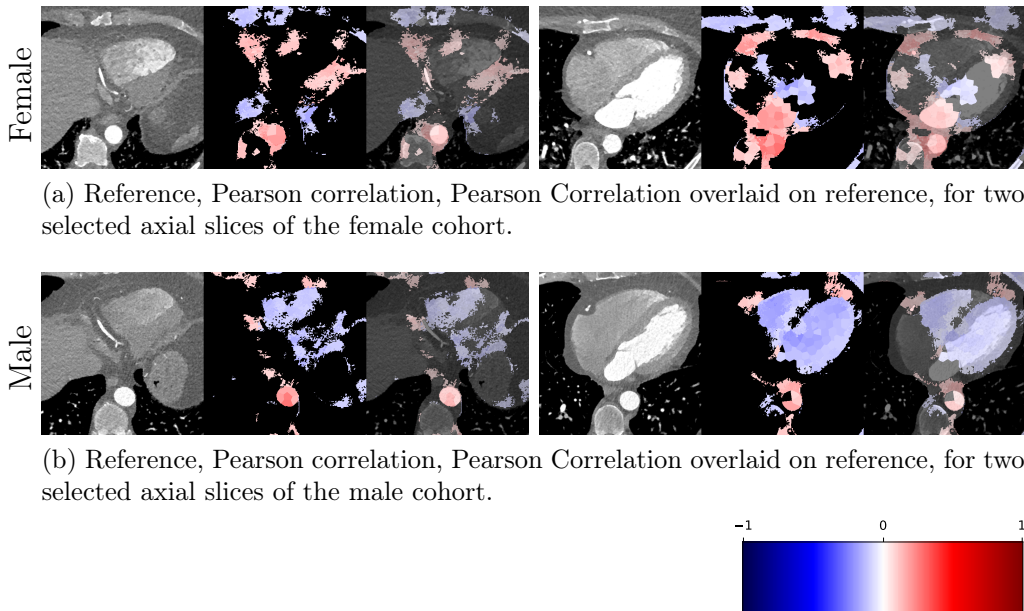 Female
(a) Reference, Pearson correlation, Pearson Correlation overlaid on reference, for two
selected axial slices of the female cohort.
Male
(b) Reference, Pearson correlation, Pearson Correlation overlaid on reference, for two
selected axial slices of the male cohort.
−1 0 1